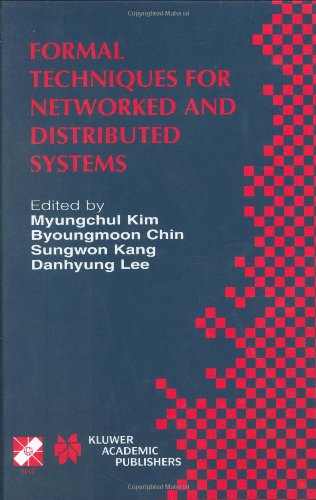 FORMAL
TECHNIQUES FOR
NETWORKED AND
DISTRIBUTED
SYSTEMS
Edited by
Myungchul Kim
Byoungmoon Chin
Sungwon Kang
Danhyung Lee
ifip
KLUWER
ACADEMIC
PUBLISHERS